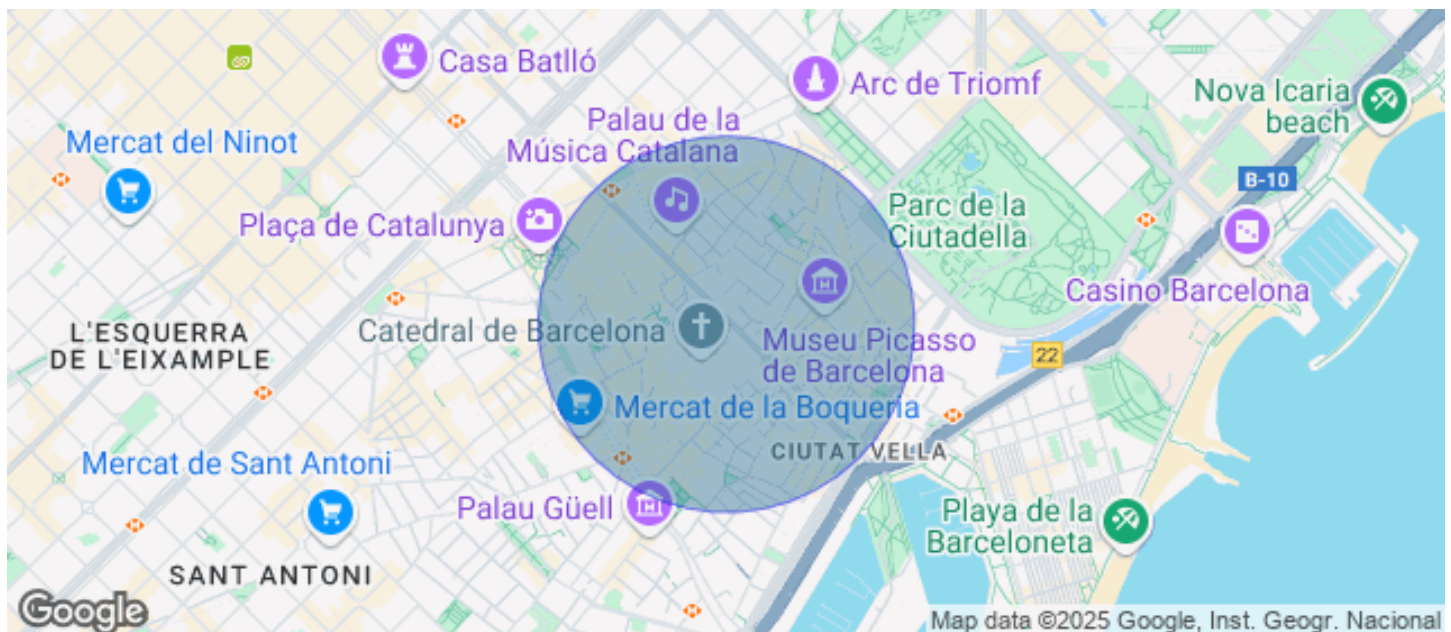 Casa Batlló
Arc de Triomf
Nova Icaria
beach
Palau de la
Música Catalana
Mercat del Ninot
B-10
Plaça de Catalunya
Parc de la
Ciutadella
Casino Barcelona
L'ESQUERRA
DE L'EIXAMPLE
Catedral de Barcelona
Museu Picasso
de Barcelona
22
Mercat de la Boqueria
CIUTAT VELLA
Mercat de Sant Antoni
Palau Güell
Playa de la
Barceloneta
SANT ANTONI
Google
Map data ©2025 Google, Inst. Geogr. Nacional